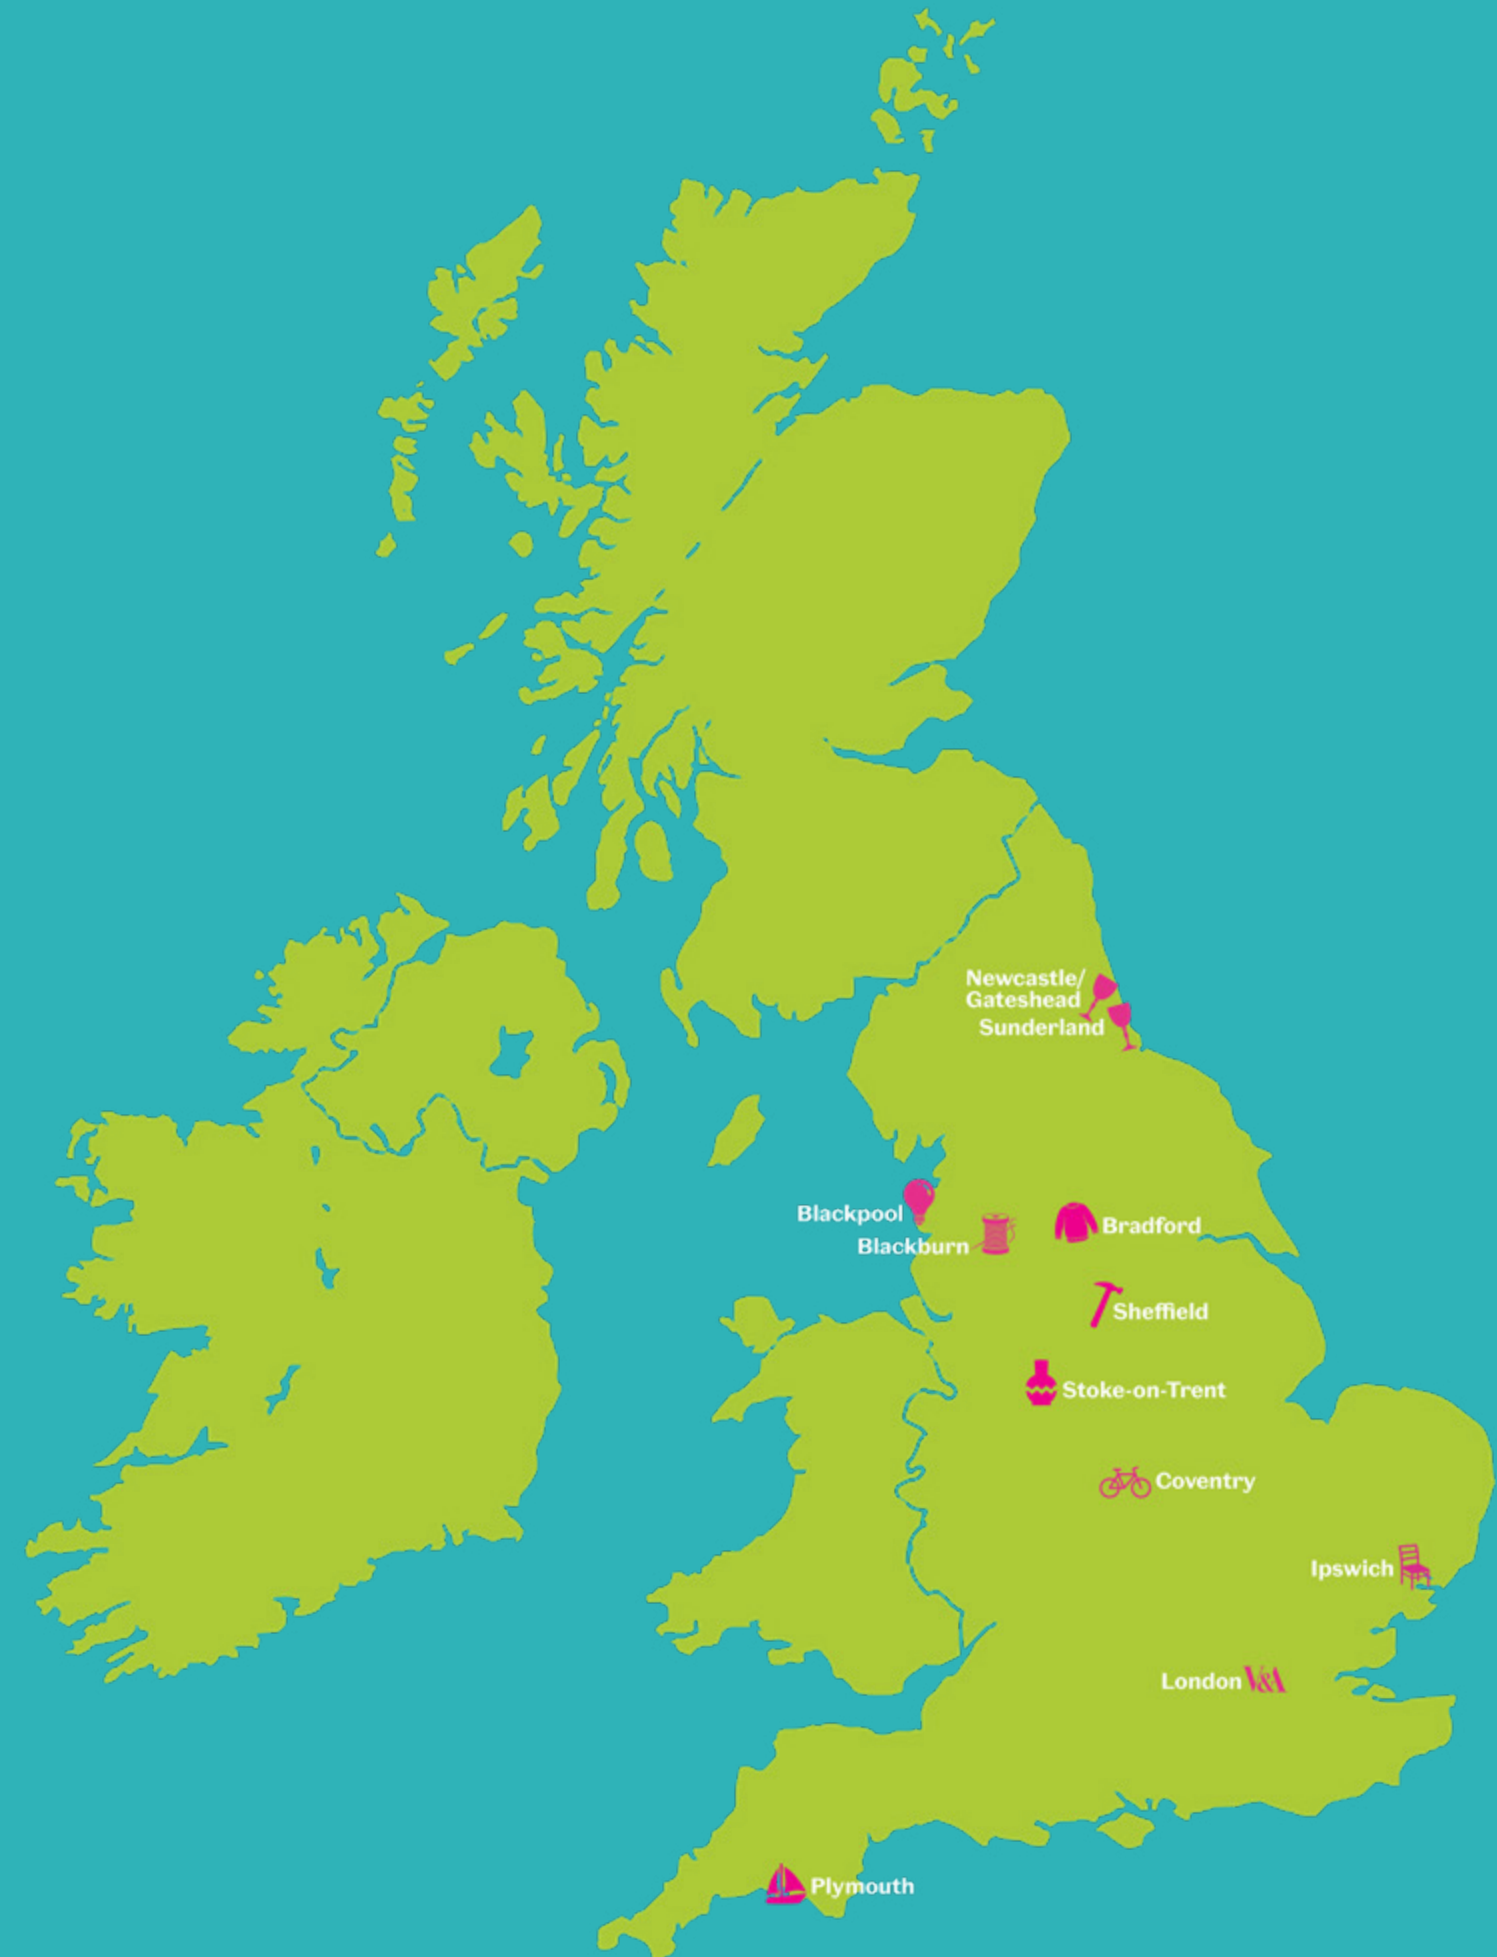 Newcastle/
Gateshead
Sunderland
Blackpool
Blackburn
Bradford
Sheffield
Stoke-on-Trent
Coventry
Ipswich
London V&A
Plymouth